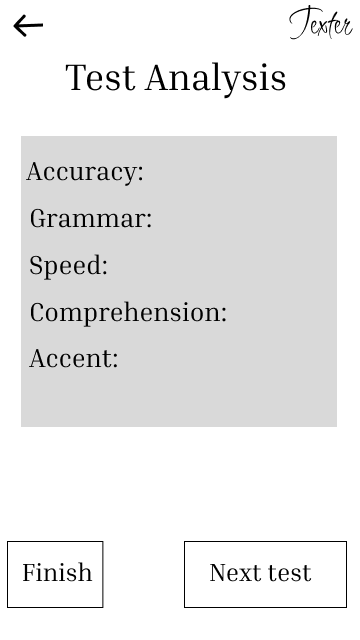 Texter
Test Analysis
Accuracy:
Grammar:
Speed:
Comprehension:
Accent:
Finish
Next test